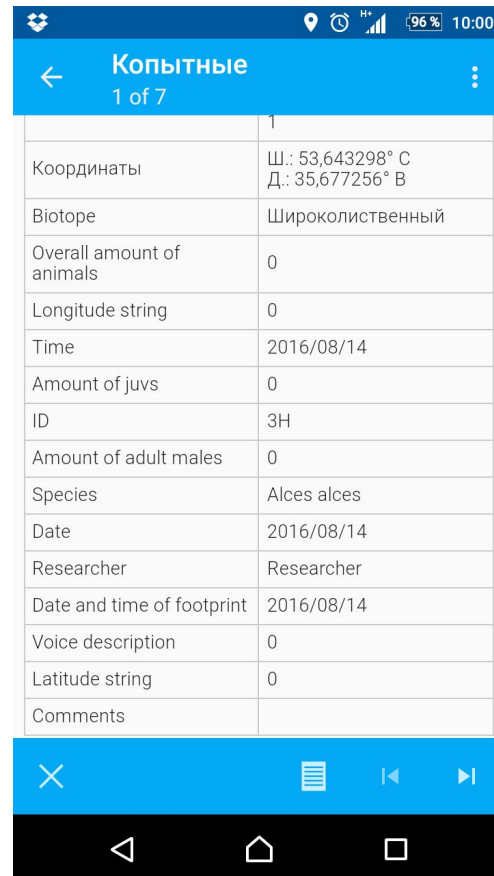 H+ 96 % 10:00
Копытные
1 of 7
1
Координаты
Ш.: 53,643298° С
Д.: 35,677256° В
Biotope Широколиственный
Overall amount of
animals
0
Longitude string 0
Time 2016/08/14
Amount of juvs 0
ID 3H
Amount of adult males 0
Species Alces alces
Date 2016/08/14
Researcher Researcher
Date and time of footprint 2016/08/14
Voice description 0
Latitude string 0
Comments